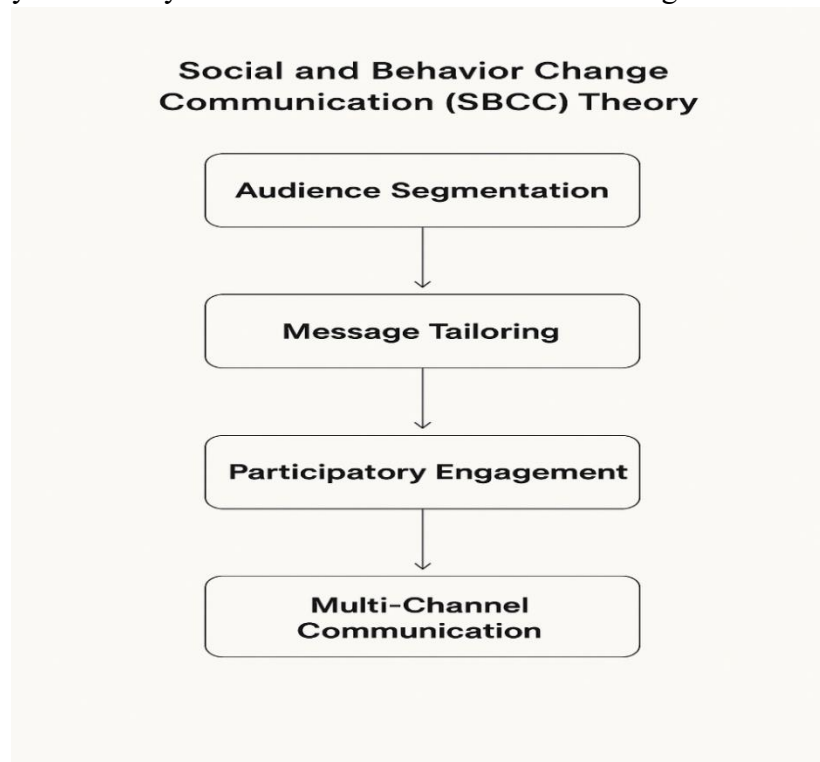 Social and Behavior Change
Communication (SBCC) Theory
Audience Segmentation
Message Tailoring
Participatory Engagement
Multi-Channel
Communication